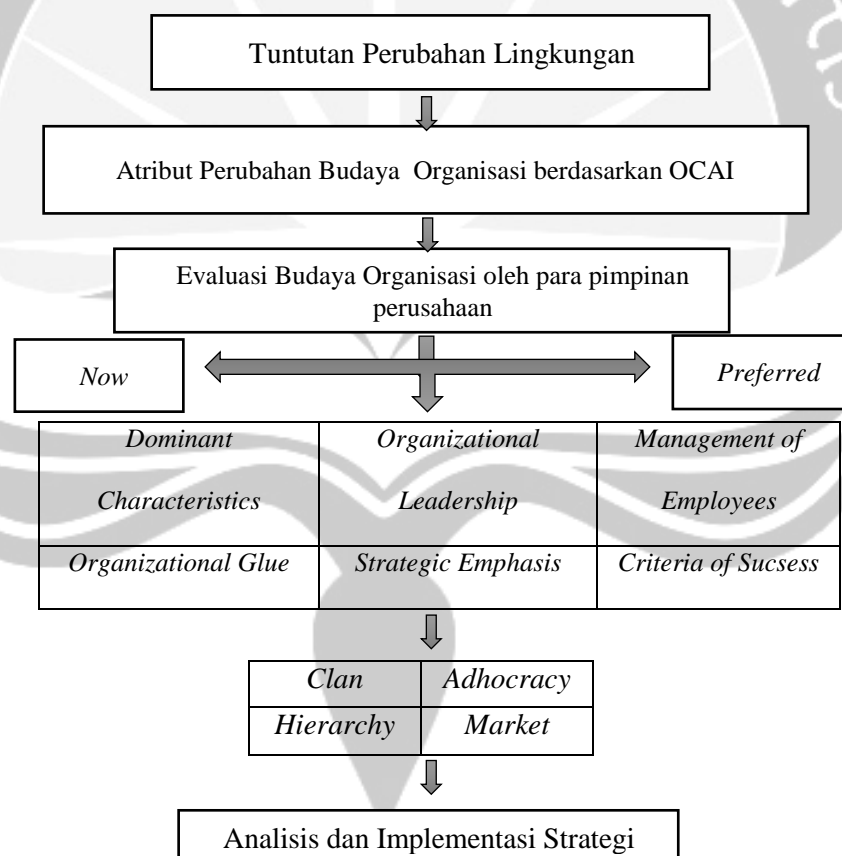 Tuntutan Perubahan Lingkungan
Atribut Perubahan Budaya Organisasi berdasarkan OCAI
Evaluasi Budaya Organisasi oleh para pimpinan
perusahaan
Now
Preferred
Dominant
Characteristics
Organizational
Leadership
Management of
Employees
Organizational Glue
Strategic Emphasis
Criteria of Sucsess
Clan
Adhocracy
Hierarchy
Market
Analisis dan Implementasi Strategi